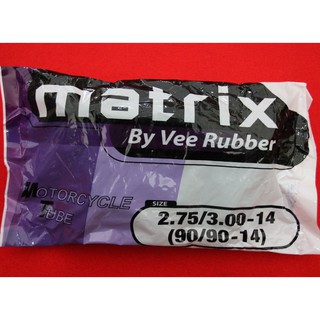 matrix
By Vee Rubber
MOTORCYCLE
TUBE
SIZE
2.75/3.00-14
(90/90-14)